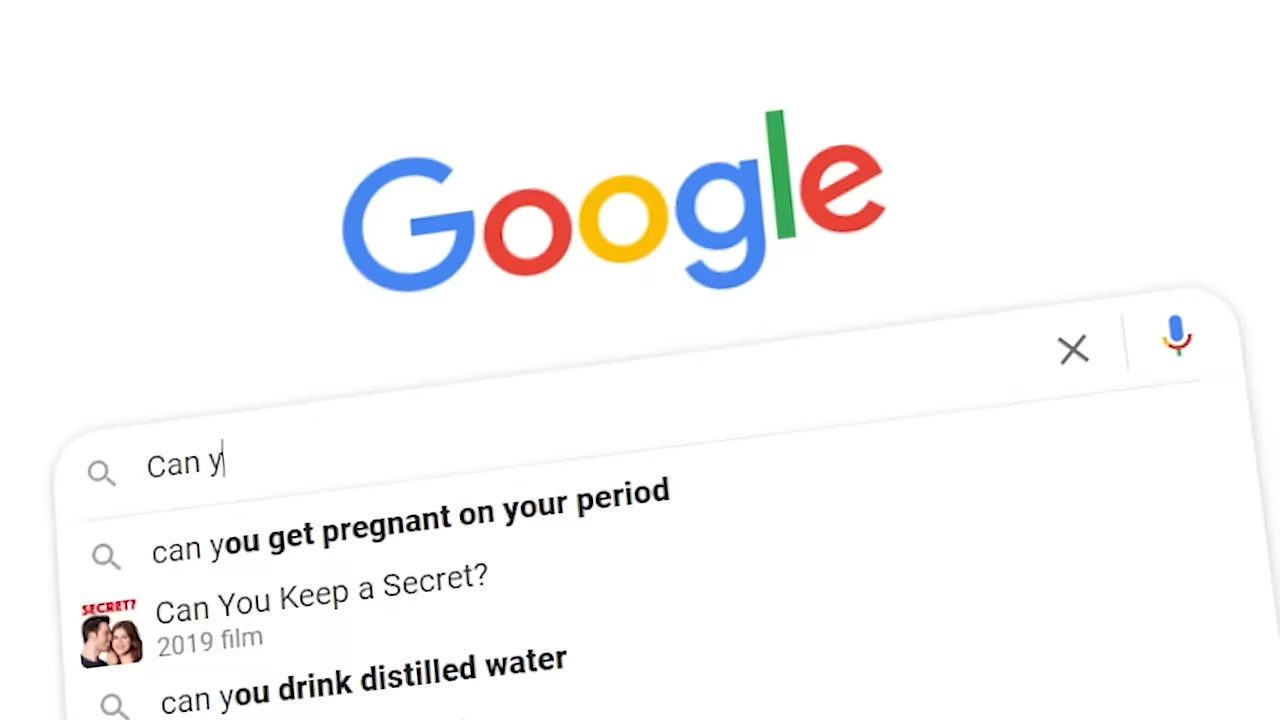 Google
Can y
can you get pregnant on your period
SECRET?
Can You Keep a Secret?
2019 film
can you drink distilled water